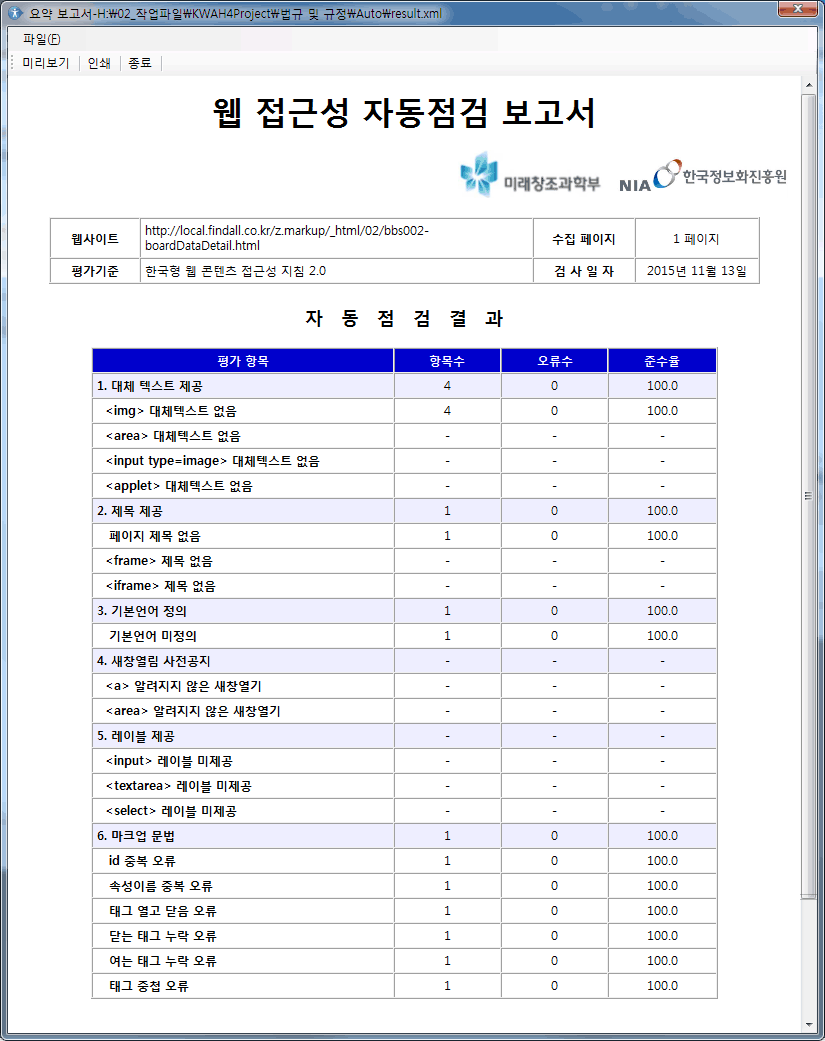 요약 보고서-H:\02_작업파일\KWAH4Project\법규 및 규정\Auto\result.xml
파일(F)
미리보기 인쇄 종료
웹 접근성 자동점검 보고서
미래창조과학부 NIA 한국정보화진흥원
웹사이트 http://local.findall.co.kr/z.markup/_html/02/bbs002-
boardDataDetail.html 수집 페이지 1 페이지
평가기준 한국형 웹 콘텐츠 접근성 지침 2.0 검 사 일 자 2015년 11월 13일
자 동 점 검 결 과
평가 항목 항목수 오류수 준수율
1. 대체 텍스트 제공 4 0 100.0
<img> 대체텍스트 없음 4 0 100.0
<area> 대체텍스트 없음 - - -
<input type=image> 대체텍스트 없음 - - -
<applet> 대체텍스트 없음 - - -
2. 제목 제공 1 0 100.0
페이지 제목 없음 1 0 100.0
<frame> 제목 없음 - - -
<iframe> 제목 없음 - - -
3. 기본언어 정의 1 0 100.0
기본언어 미정의 1 0 100.0
4. 새창열림 사전공지 - - -
<a> 알려지지 않은 새창열기 - - -
<area> 알려지지 않은 새창열기 - - -
5. 레이블 제공 - - -
<input> 레이블 미제공 - - -
<textarea> 레이블 미제공 - - -
<select> 레이블 미제공 - - -
6. 마크업 문법 1 0 100.0
id 중복 오류 1 0 100.0
속성이름 중복 오류 1 0 100.0
태그 열고 닫음 오류 1 0 100.0
닫는 태그 누락 오류 1 0 100.0
여는 태그 누락 오류 1 0 100.0
태그 중첩 오류 1 0 100.0